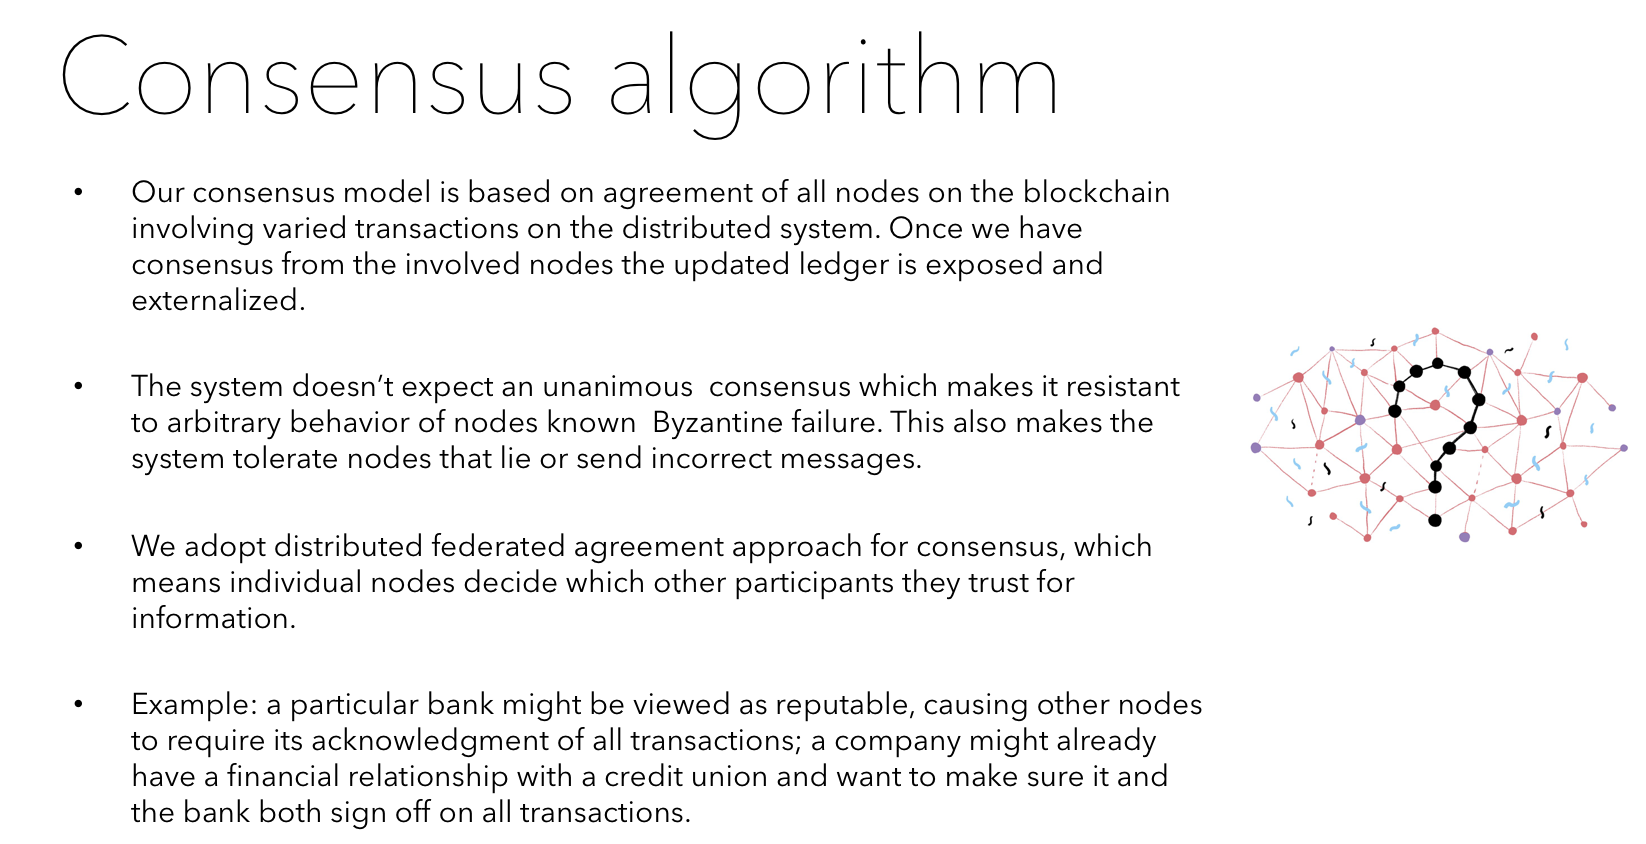 Consensus algorithm
• Our consensus model is based on agreement of all nodes on the blockchain
involving varied transactions on the distributed system. Once we have
consensus from the involved nodes the updated ledger is exposed and
externalized.
• The system doesn’t expect an unanimous  consensus which makes it resistant
to arbitrary behavior of nodes known  Byzantine failure. This also makes the
system tolerate nodes that lie or send incorrect messages.
• We adopt distributed federated agreement approach for consensus, which
means individual nodes decide which other participants they trust for
information.
• Example: a particular bank might be viewed as reputable, causing other nodes
to require its acknowledgment of all transactions; a company might already
have a financial relationship with a credit union and want to make sure it and
the bank both sign off on all transactions.